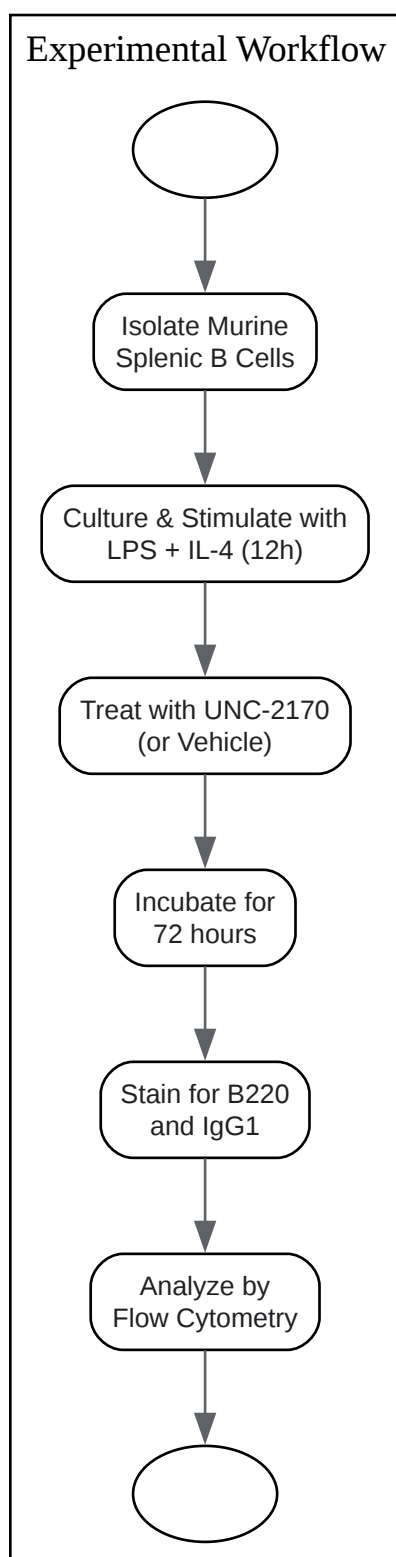 Experimental Workflow
Isolate Murine
Splenic B Cells
Culture & Stimulate with
LPS + IL-4 (12h)
Treat with UNC-2170
(or Vehicle)
Incubate for
72 hours
Stain for B220
and IgG1
Analyze by
Flow Cytometry